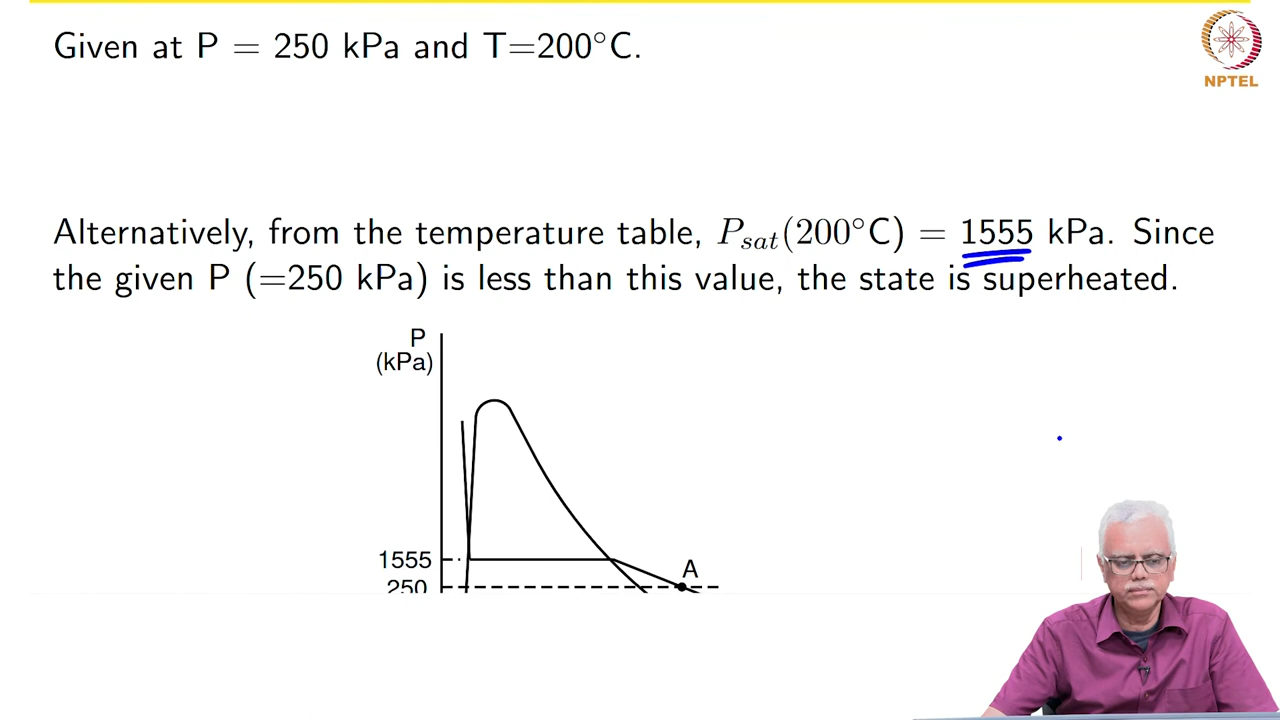 Given at P = 250 kPa and T=200°C.
NPTEL
Alternatively, from the temperature table, P_sat(200°C) = 1555 kPa. Since
the given P (=250 kPa) is less than this value, the state is superheated.
P
(kPa)
1555
A
250